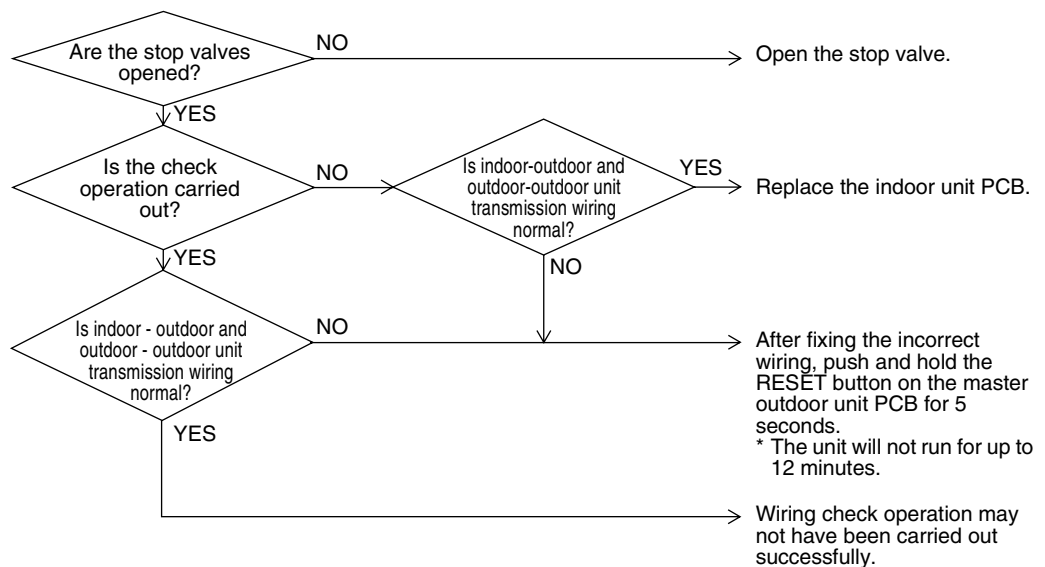 Are the stop valves
opened?
NO
Open the stop valve.
YES
Is the check
operation carried
out?
NO
Is indoor-outdoor and
outdoor-outdoor unit
transmission wiring
normal?
YES
Replace the indoor unit PCB.
YES
NO
Is indoor - outdoor and
outdoor - outdoor unit
transmission wiring
normal?
NO
After fixing the incorrect
wiring, push and hold the
RESET button on the master
outdoor unit PCB for 5
seconds.
* The unit will not run for up to
12 minutes.
YES
Wiring check operation may
not have been carried out
successfully.